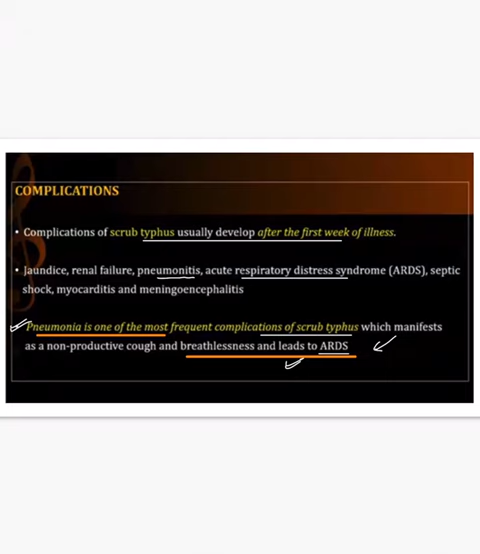 COMPLICATIONS
• Complications of scrub typhus usually develop after the first week of illness.
• Jaundice, renal failure, pneumonitis, acute respiratory distress syndrome (ARDS), septic
shock, myocarditis and meningoencephalitis
Pneumonia is one of the most frequent complications of scrub typhus which manifests
as a non-productive cough and breathlessness and leads to ARDS